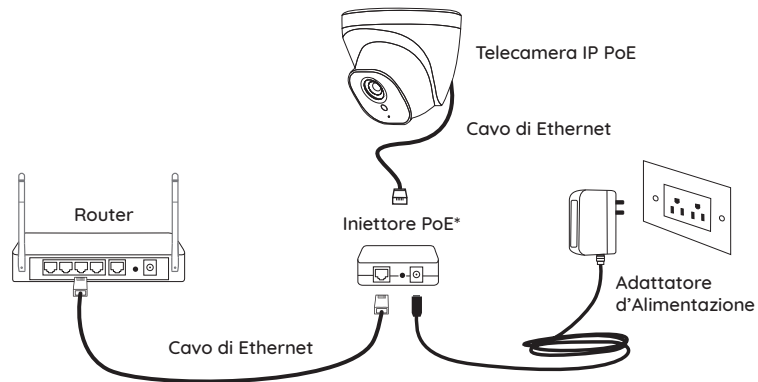 Telecamera IP PoE
Cavo di Ethernet
Router
Iniettore PoE*
Adattatore
d'Alimentazione
Cavo di Ethernet